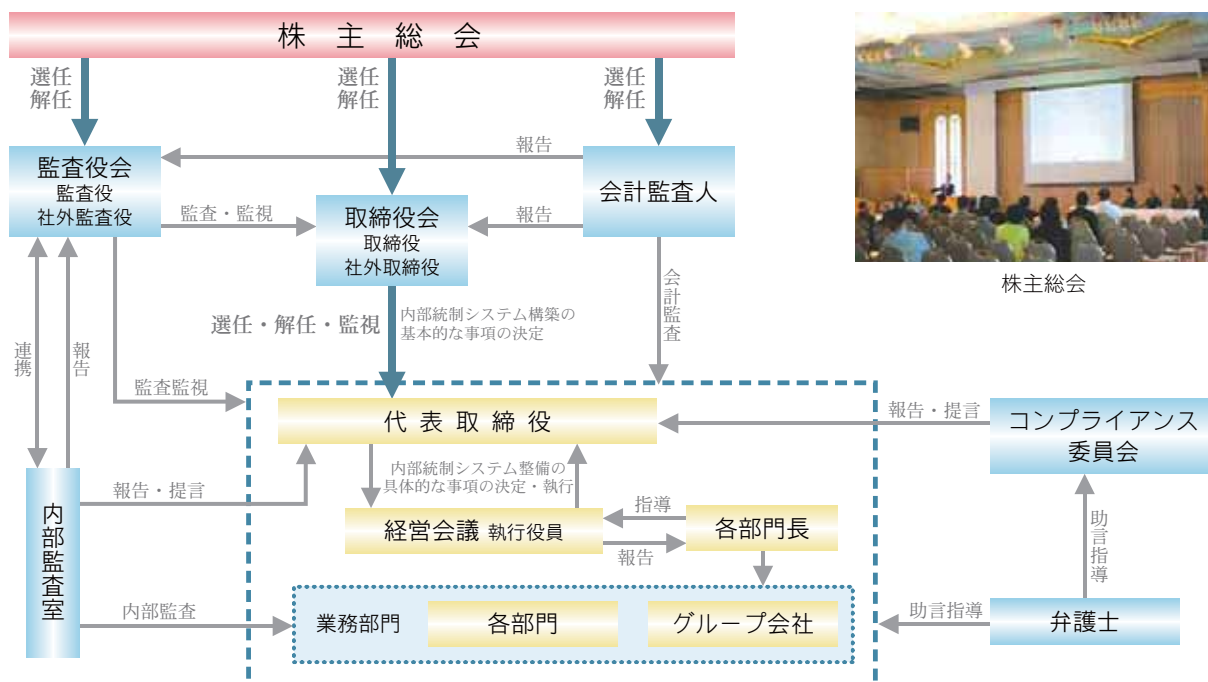 株主総会
選任
解任
選任
解任
選任
解任
監査役会
監査役
社外監査役
報告
会計監査人
監査・監視
取締役会
取締役
社外取締役
報告
株主総会
選任・解任・監視
内部統制システム構築の
基本的な事項の決定
会計監査
連携
報告
監査監視
代表取締役
報告・提言
コンプライアンス
委員会
内部統制システム整備の
具体的な事項の決定・執行
報告・提言
内部監査室
経営会議 執行役員
指導
報告
各部門長
助言指導
内部監査
業務部門
各部門
グループ会社
助言指導
弁護士